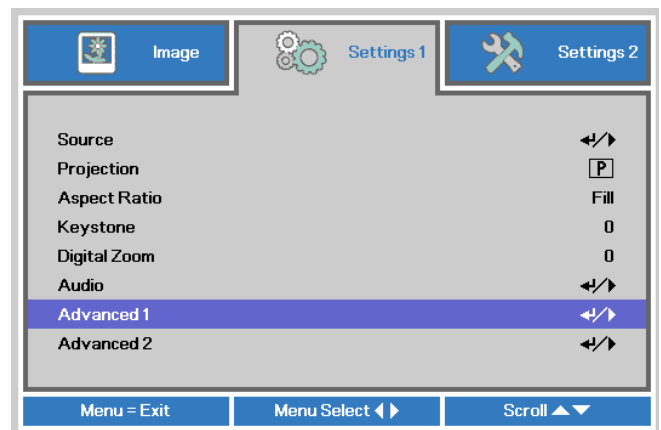 Image
Settings 1
Settings 2
Source
Projection P
Aspect Ratio Fill
Keystone 0
Digital Zoom 0
Audio
Advanced 1
Advanced 2
Menu = Exit
Menu Select
Scroll